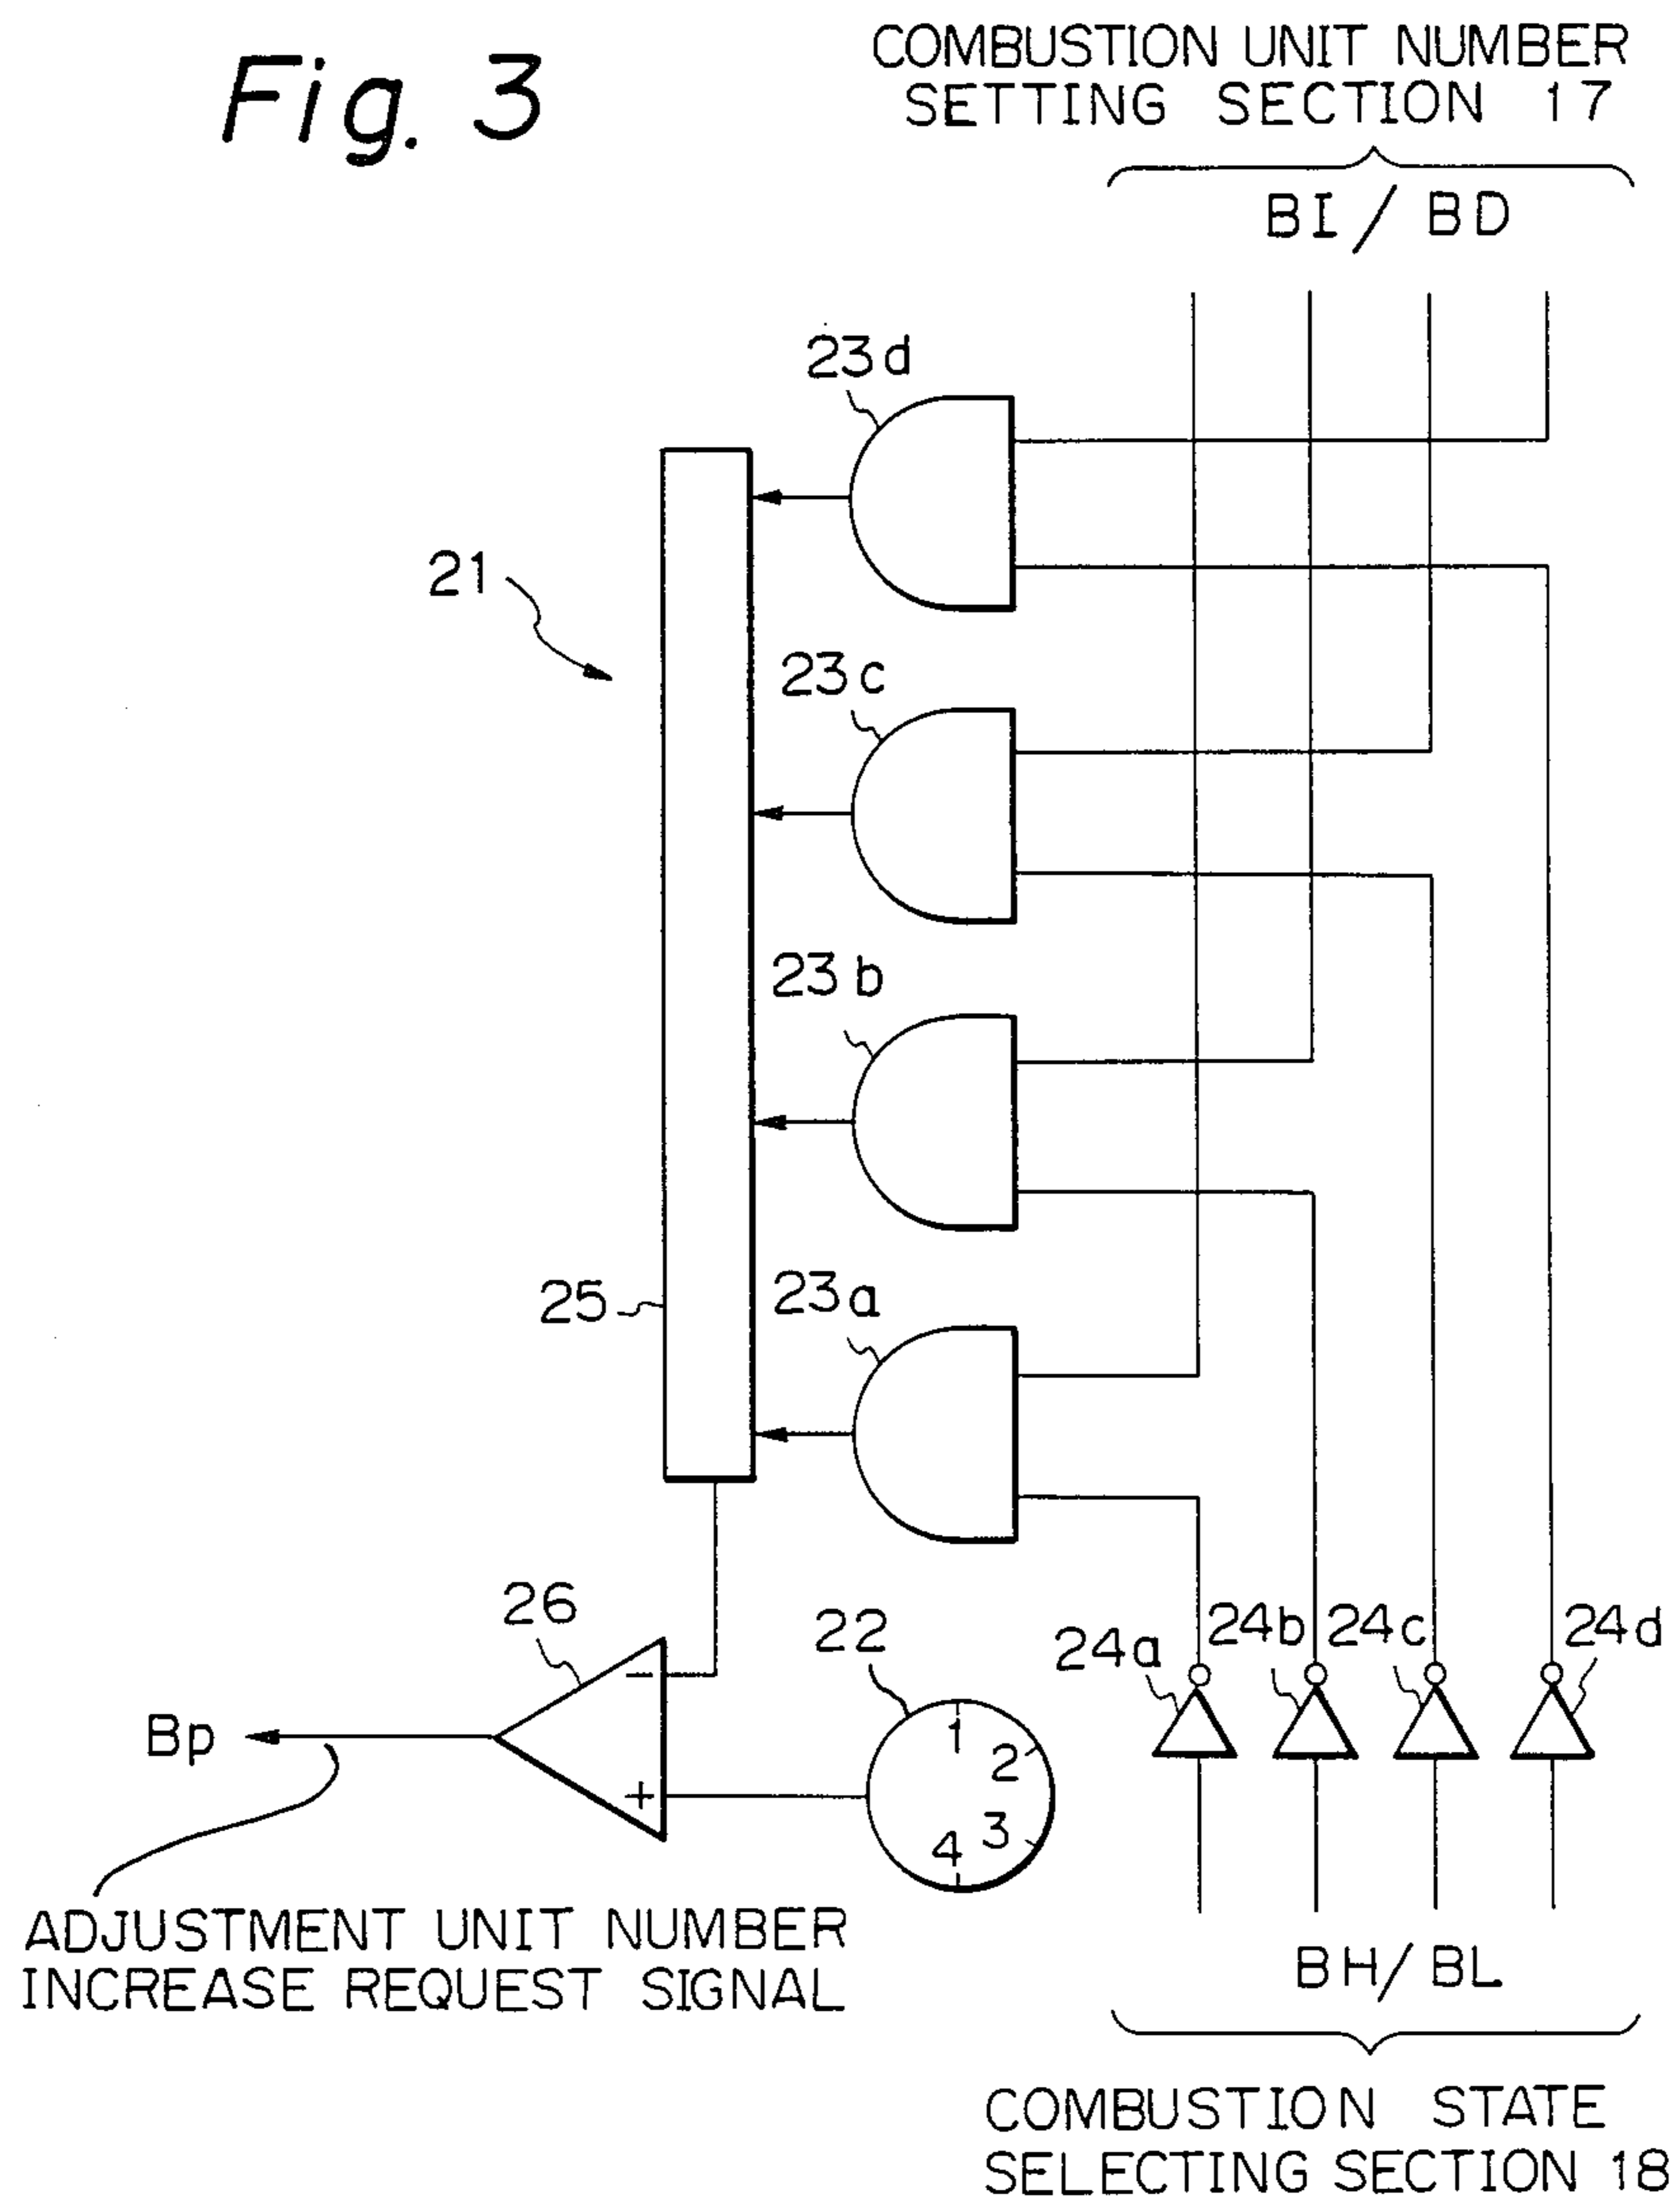 Fig. 3
COMBUSTION UNIT NUMBER
SETTING SECTION 17
BI / BD
23d
21
23c
23b
25
23a
26
22
24a
24b
24c
24d
1
2
3
4
−
+
Bp
ADJUSTMENT UNIT NUMBER
INCREASE REQUEST SIGNAL
BH/BL
COMBUSTION STATE
SELECTING SECTION 18